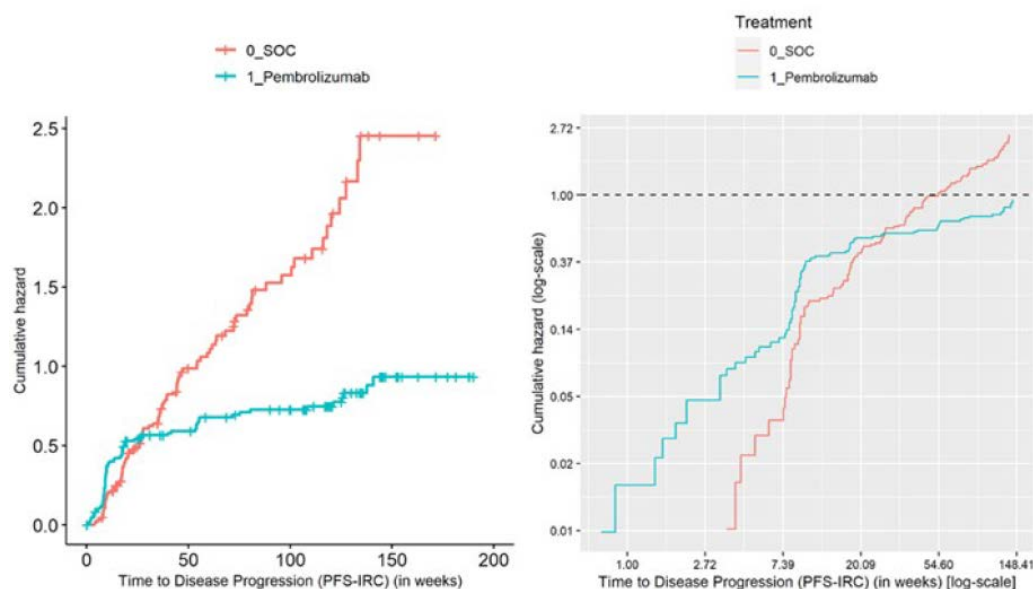 0_SOC
1_Pembrolizumab
2.5
2.0
1.5
1.0
0.5
0.0
Cumulative hazard
0
50
100
150
200
Time to Disease Progression (PFS-IRC) (in weeks)
Treatment
0_SOC
1_Pembrolizumab
2.72
1.00
0.37
0.14
0.05
0.02
0.01
Cumulative hazard (log-scale)
1.00
2.72
7.39
20.09
54.60
148.41
Time to Disease Progression (PFS-IRC) (in weeks) [log-scale]